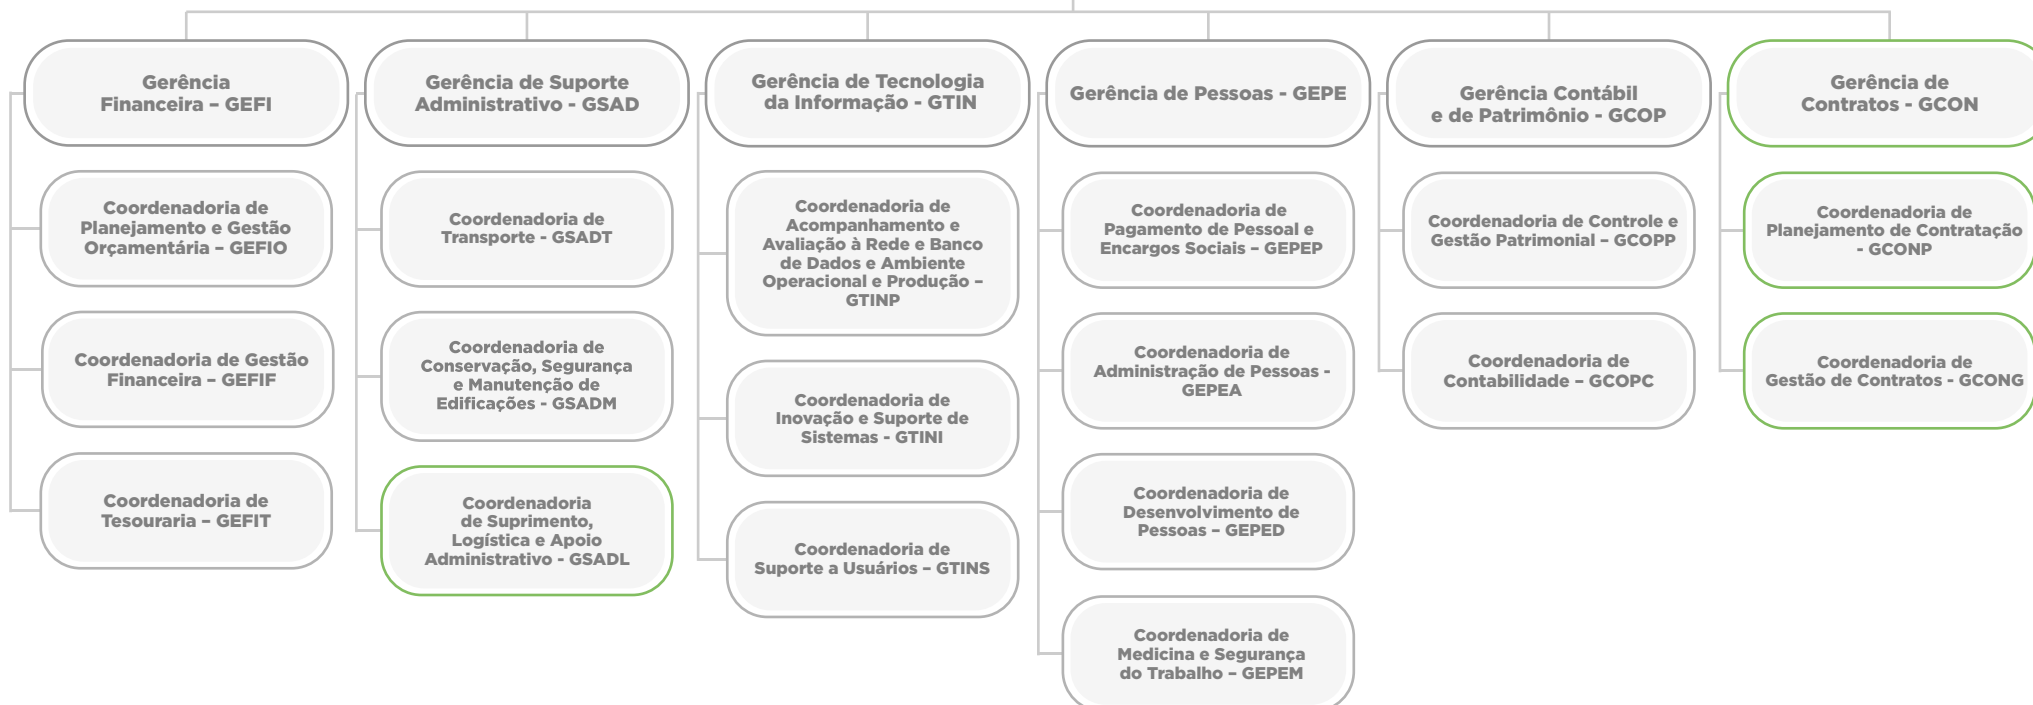 Gerência
Financeira – GEFI
Coordenadoria de
Planejamento e Gestão
Orçamentária – GEFIO
Coordenadoria de Gestão
Financeira – GEFIF
Coordenadoria de
Tesouraria – GEFIT
Gerência de Suporte
Administrativo - GSAD
Coordenadoria de
Transporte - GSADT
Coordenadoria de
Conservação, Segurança
e Manutenção de
Edificações - GSADM
Coordenadoria
de Suprimento,
Logística e Apoio
Administrativo - GSADL
Gerência de Tecnologia
da Informação - GTIN
Coordenadoria de
Acompanhamento e
Avaliação à Rede e Banco
de Dados e Ambiente
Operacional e Produção –
GTINP
Coordenadoria de
Inovação e Suporte de
Sistemas - GTINI
Coordenadoria de
Suporte a Usuários – GTINS
Gerência de Pessoas - GEPE
Coordenadoria de
Pagamento de Pessoal e
Encargos Sociais – GEPEP
Coordenadoria de
Administração de Pessoas -
GEPEA
Coordenadoria de
Desenvolvimento de
Pessoas – GEPED
Coordenadoria de
Medicina e Segurança
do Trabalho – GEPEM
Gerência Contábil
e de Patrimônio - GCOP
Coordenadoria de Controle e
Gestão Patrimonial – GCOPP
Coordenadoria de
Contabilidade – GCOPC
Gerência de
Contratos - GCON
Coordenadoria de
Planejamento de Contratação
- GCONP
Coordenadoria de
Gestão de Contratos - GCONG